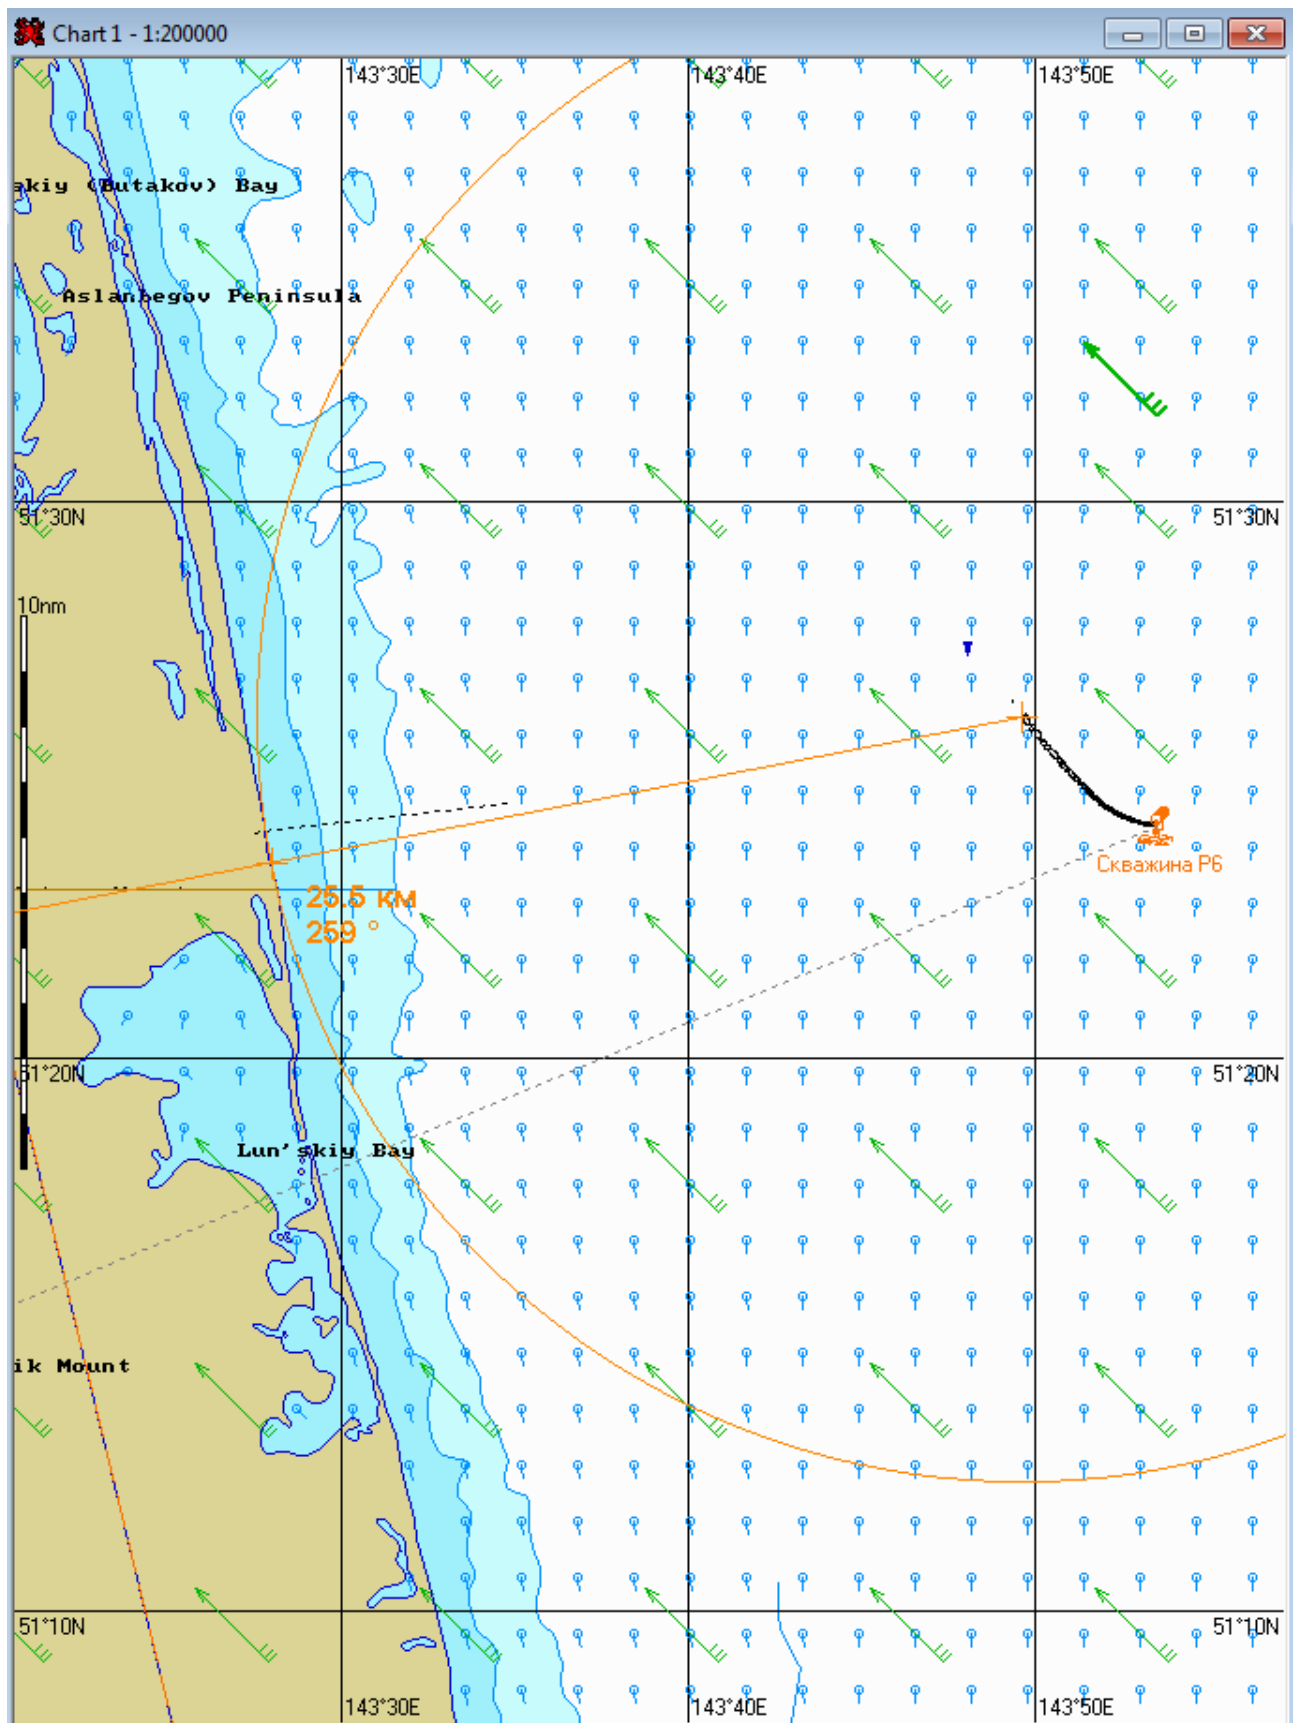 Chart 1 - 1:200000
143°30E
143°40E
143°50E
skiy (Butakov) Bay
Aslanbegov Peninsula
51°30N
51°30N
10nm
Скважина Р6
25.5 км
259 °
51°20N
51°20N
Lun'skiy Bay
ik Mount
51°10N
51°10N
143°30E
143°40E
143°50E